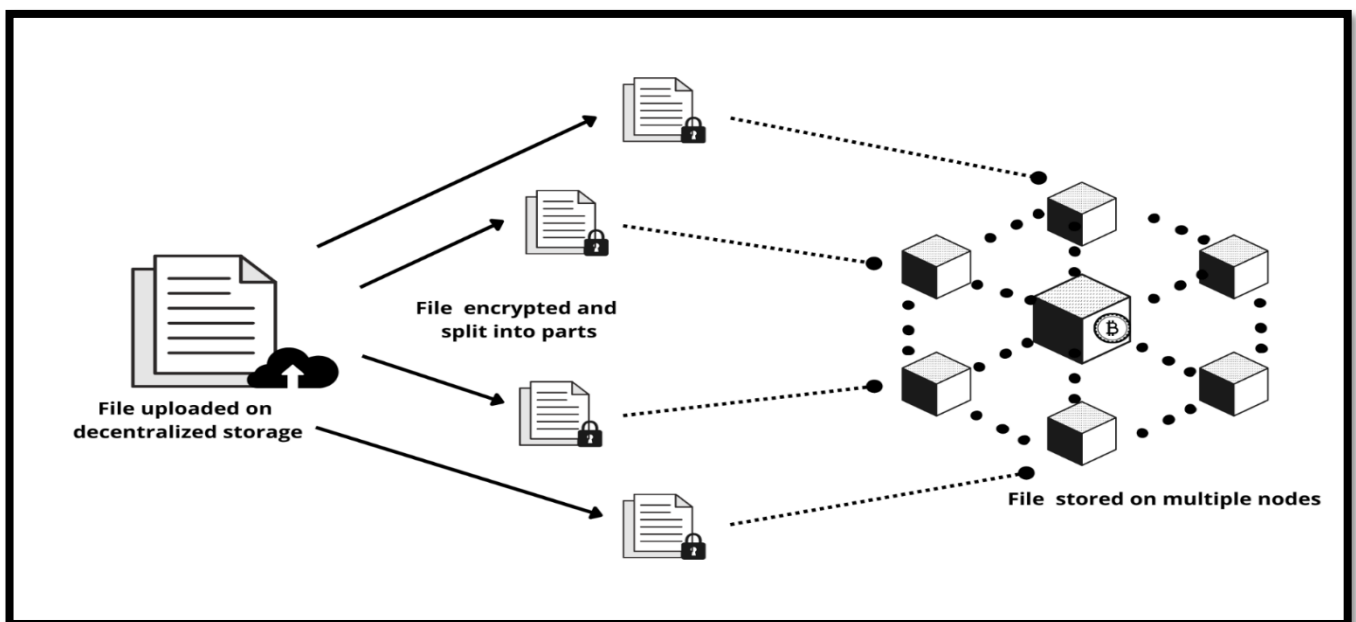 File encrypted and
split into parts
File uploaded on
decentralized storage
File stored on multiple nodes